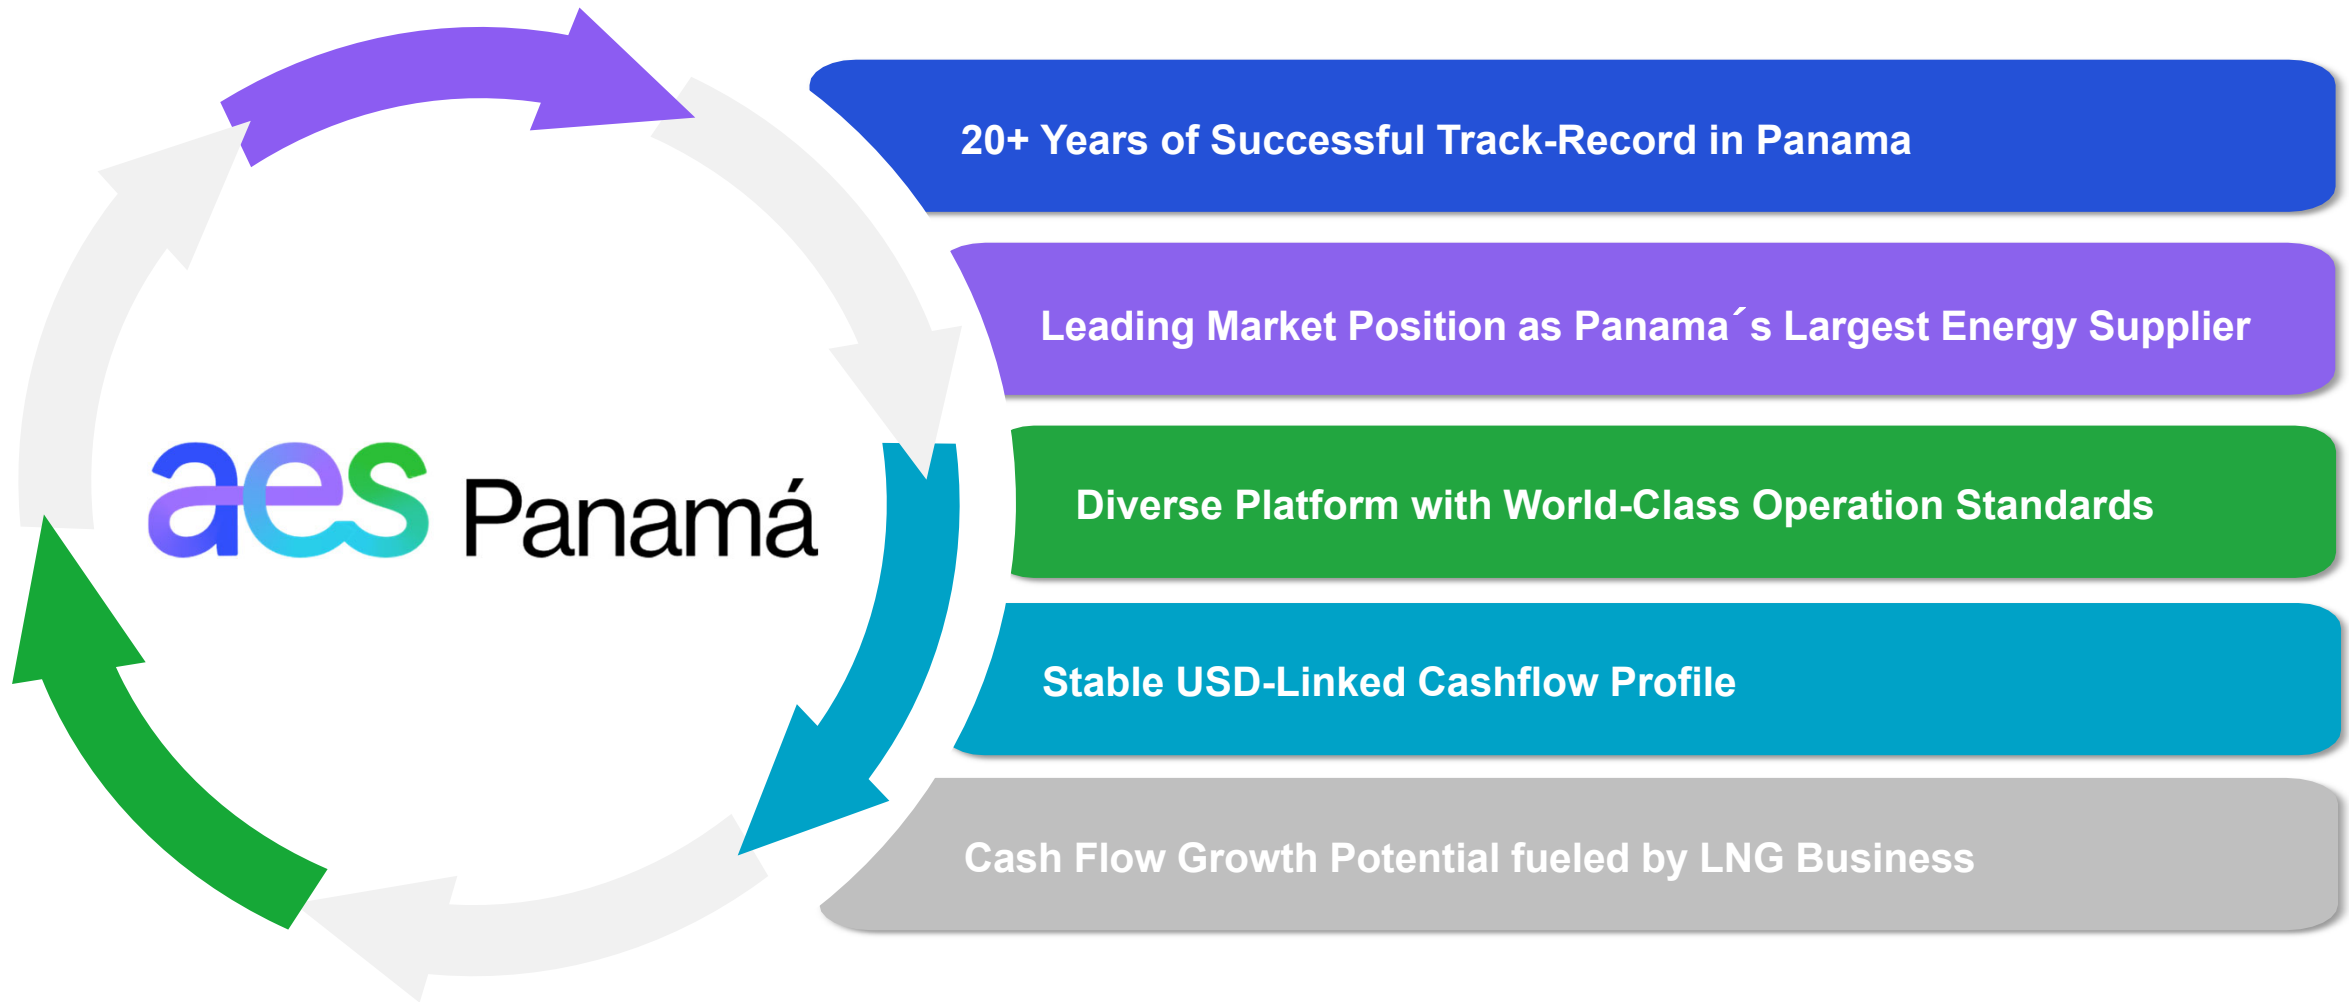 aes Panamá
20+ Years of Successful Track-Record in Panama
Leading Market Position as Panama´s Largest Energy Supplier
Diverse Platform with World-Class Operation Standards
Stable USD-Linked Cashflow Profile
Cash Flow Growth Potential fueled by LNG Business